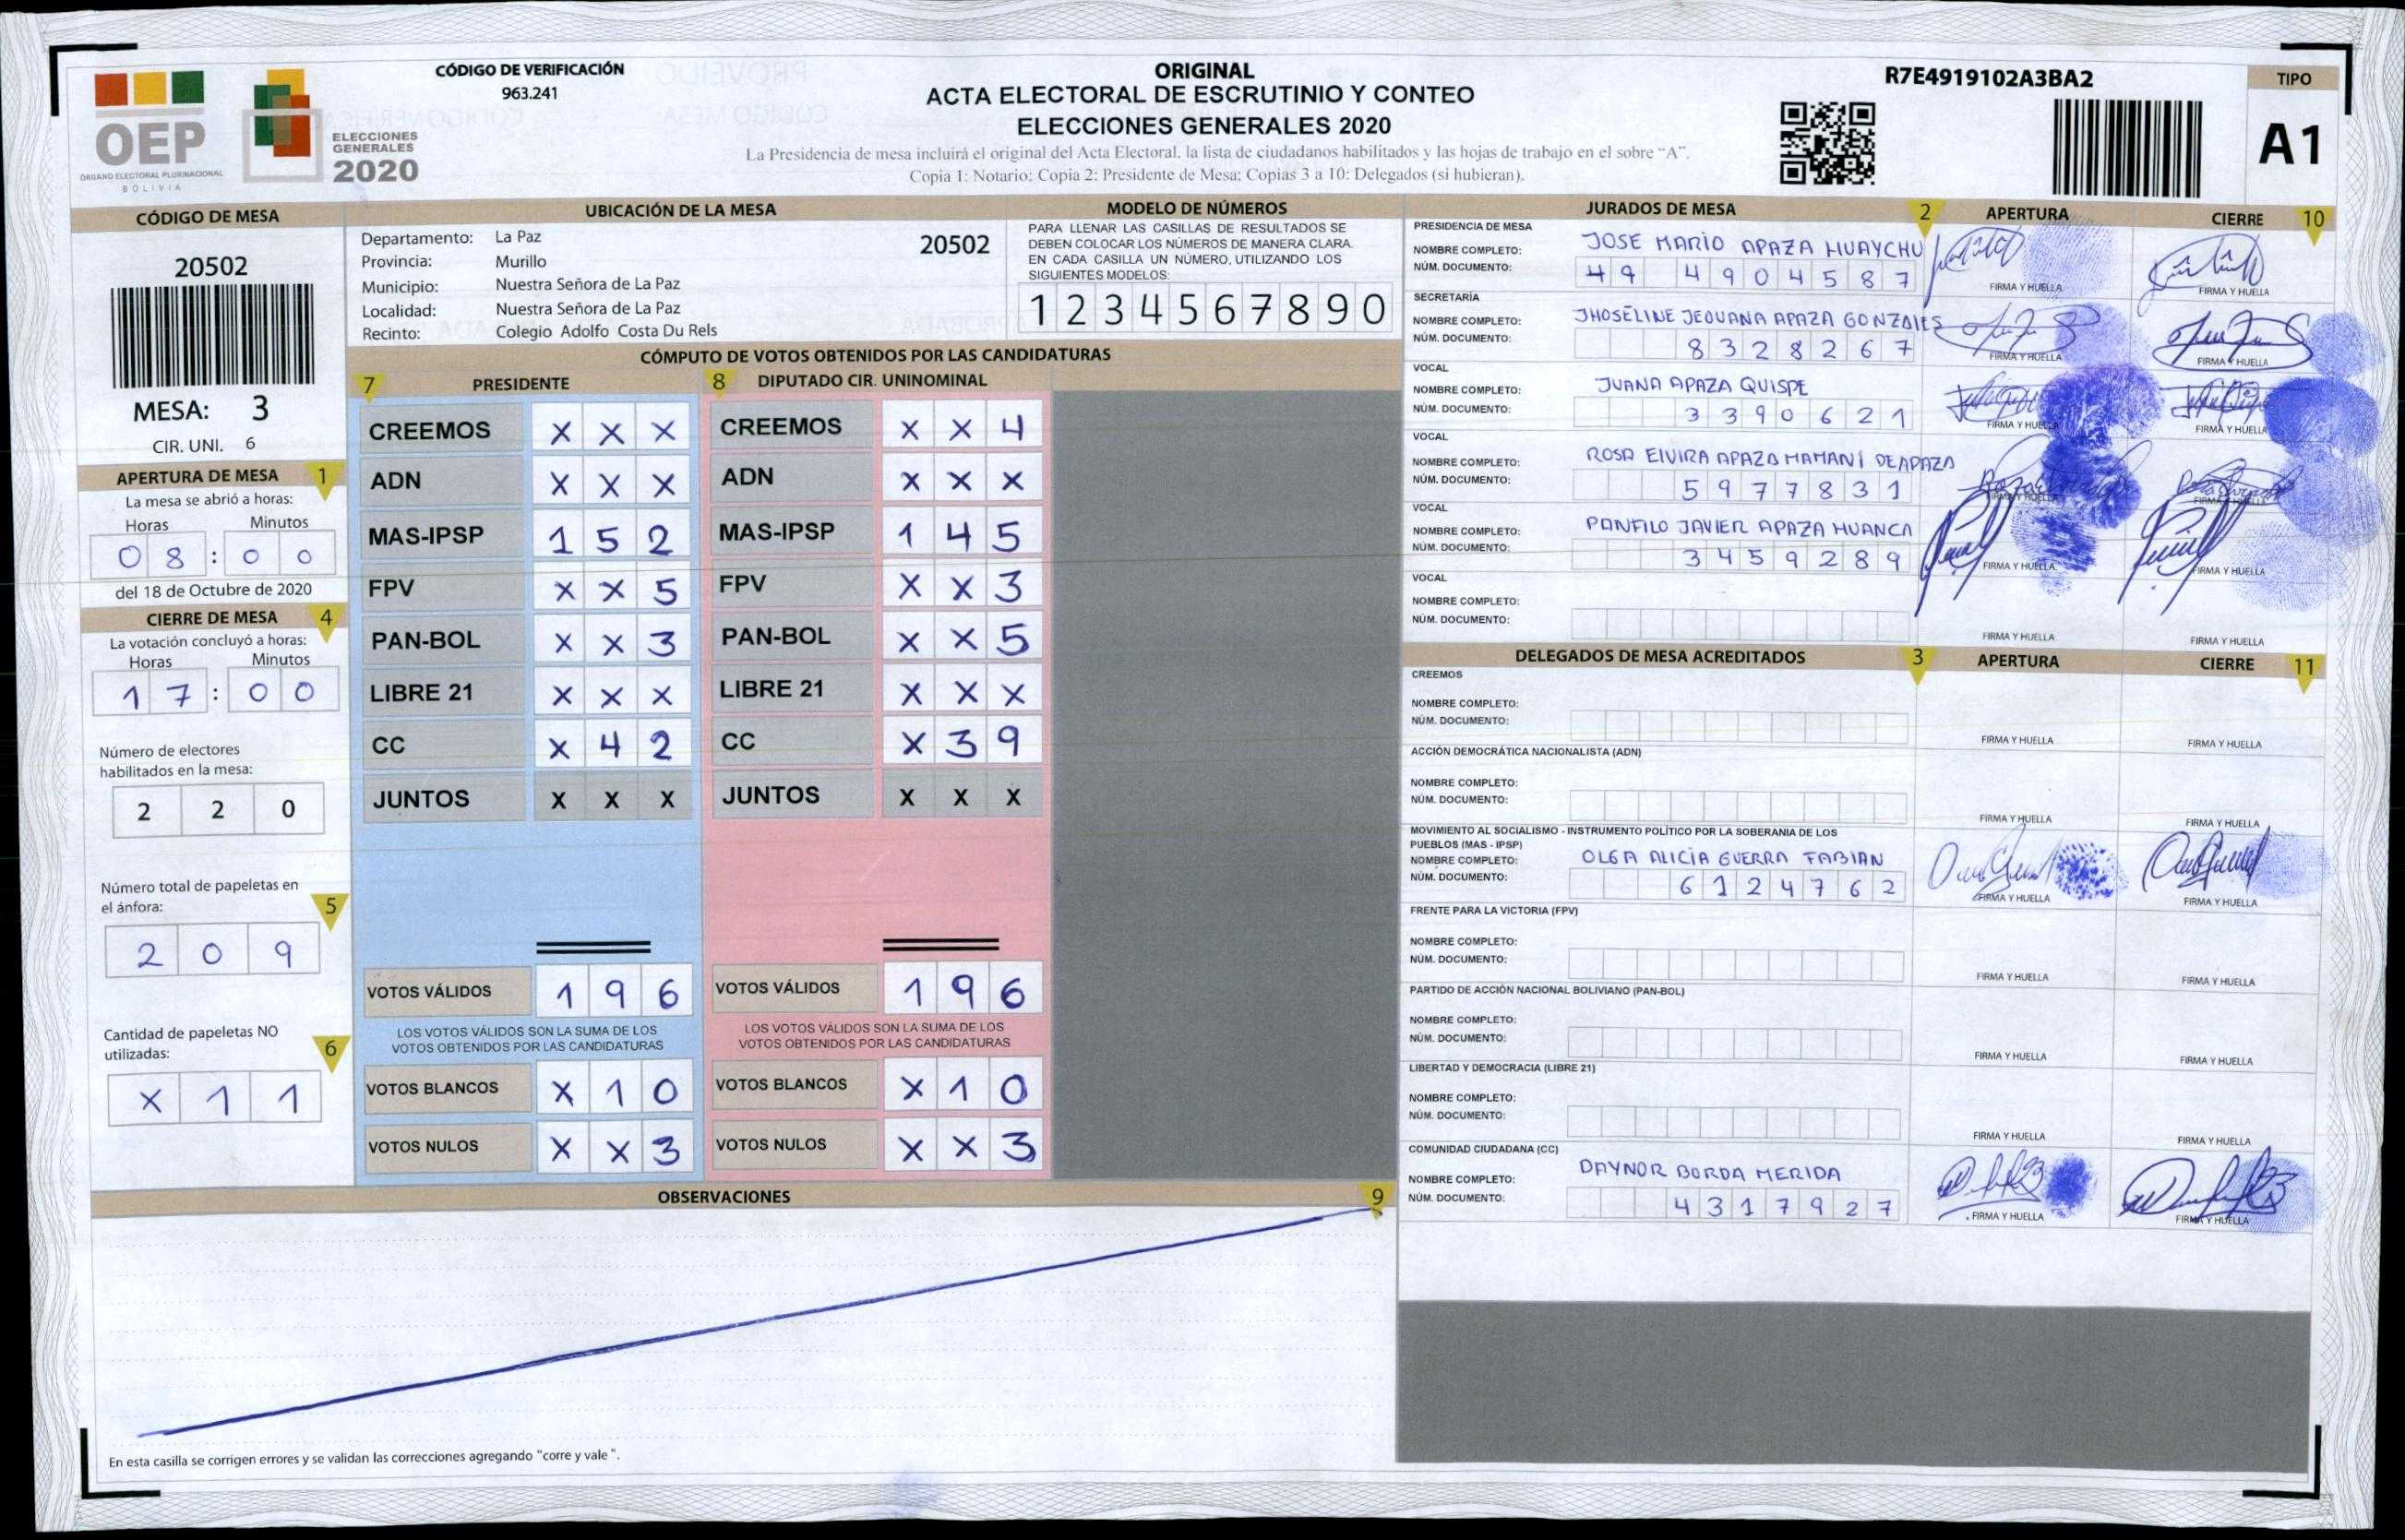 CÓDIGO DE VERIFICACIÓN
963.241
OEP
ÓRGANO ELECTORAL PLURINACIONAL
BOLIVIA
ELECCIONES
GENERALES
2020
ORIGINAL
ACTA ELECTORAL DE ESCRUTINIO Y CONTEO
ELECCIONES GENERALES 2020
La Presidencia de mesa incluirá el original del Acta Electoral, la lista de ciudadanos habilitados y las hojas de trabajo en el sobre “A”.
Copia 1: Notario; Copia 2: Presidente de Mesa; Copias 3 a 10: Delegados (si hubieran).
R7E4919102A3BA2
TIPO
A1
CÓDIGO DE MESA
20502
MESA: 3
CIR. UNI. 6
APERTURA DE MESA 1
La mesa se abrió a horas:
Horas Minutos
0 8 : 0 0
del 18 de Octubre de 2020
CIERRE DE MESA 4
La votación concluyó a horas:
Horas Minutos
1 7 : 0 0
Número de electores
habilitados en la mesa:
2 2 0
Número total de papeletas en
el ánfora: 5
2 0 9
Cantidad de papeletas NO
utilizadas: 6
X 1 1
UBICACIÓN DE LA MESA
Departamento: La Paz 20502
Provincia: Murillo
Municipio: Nuestra Señora de La Paz
Localidad: Nuestra Señora de La Paz
Recinto: Colegio Adolfo Costa Du Rels
MODELO DE NÚMEROS
PARA LLENAR LAS CASILLAS DE RESULTADOS SE
DEBEN COLOCAR LOS NÚMEROS DE MANERA CLARA.
EN CADA CASILLA UN NÚMERO, UTILIZANDO LOS
SIGUIENTES MODELOS:
1 2 3 4 5 6 7 8 9 0
CÓMPUTO DE VOTOS OBTENIDOS POR LAS CANDIDATURAS
7 PRESIDENTE
CREEMOS X X X
ADN X X X
MAS-IPSP 1 5 2
FPV X X 5
PAN-BOL X X 3
LIBRE 21 X X X
CC X 4 2
JUNTOS X X X
VOTOS VÁLIDOS 1 9 6
LOS VOTOS VÁLIDOS SON LA SUMA DE LOS
VOTOS OBTENIDOS POR LAS CANDIDATURAS
VOTOS BLANCOS X 1 0
VOTOS NULOS X X 3
8 DIPUTADO CIR. UNINOMINAL
CREEMOS X X 4
ADN X X X
MAS-IPSP 1 4 5
FPV X X 3
PAN-BOL X X 5
LIBRE 21 X X X
CC X 3 9
JUNTOS X X X
VOTOS VÁLIDOS 1 9 6
LOS VOTOS VÁLIDOS SON LA SUMA DE LOS
VOTOS OBTENIDOS POR LAS CANDIDATURAS
VOTOS BLANCOS X 1 0
VOTOS NULOS X X 3
OBSERVACIONES 9
En esta casilla se corrigen errores y se validan las correcciones agregando “corre y vale ”.
JURADOS DE MESA 2 APERTURA CIERRE 10
PRESIDENCIA DE MESA
NOMBRE COMPLETO: JOSE MARIO APAZA HUAYCHU
NÚM. DOCUMENTO: 4 9 4 9 0 4 5 8 7
FIRMA Y HUELLA FIRMA Y HUELLA
SECRETARÍA
NOMBRE COMPLETO: JHOSELINE JEOVANA APAZA GONZALES
NÚM. DOCUMENTO: 8 3 2 8 2 6 7
FIRMA Y HUELLA FIRMA Y HUELLA
VOCAL
NOMBRE COMPLETO: JUANA APAZA QUISPE
NÚM. DOCUMENTO: 3 3 9 0 6 2 1
FIRMA Y HUELLA FIRMA Y HUELLA
VOCAL
NOMBRE COMPLETO: ROSA ELVIRA APAZA MAMANI DE APAZA
NÚM. DOCUMENTO: 5 9 7 7 8 3 1
FIRMA Y HUELLA FIRMA Y HUELLA
VOCAL
NOMBRE COMPLETO: PANFILO JAVIER APAZA HUANCA
NÚM. DOCUMENTO: 3 4 5 9 2 8 9
FIRMA Y HUELLA FIRMA Y HUELLA
VOCAL
NOMBRE COMPLETO:
NÚM. DOCUMENTO:
FIRMA Y HUELLA FIRMA Y HUELLA
DELEGADOS DE MESA ACREDITADOS 3 APERTURA CIERRE 11
CREEMOS
NOMBRE COMPLETO:
NÚM. DOCUMENTO:
FIRMA Y HUELLA FIRMA Y HUELLA
ACCIÓN DEMOCRÁTICA NACIONALISTA (ADN)
NOMBRE COMPLETO:
NÚM. DOCUMENTO:
FIRMA Y HUELLA FIRMA Y HUELLA
MOVIMIENTO AL SOCIALISMO - INSTRUMENTO POLÍTICO POR LA SOBERANIA DE LOS
PUEBLOS (MAS - IPSP)
NOMBRE COMPLETO: OLGA ALICIA GUERRA FABIAN
NÚM. DOCUMENTO: 6 1 2 4 7 6 2
FIRMA Y HUELLA FIRMA Y HUELLA
FRENTE PARA LA VICTORIA (FPV)
NOMBRE COMPLETO:
NÚM. DOCUMENTO:
FIRMA Y HUELLA FIRMA Y HUELLA
PARTIDO DE ACCIÓN NACIONAL BOLIVIANO (PAN-BOL)
NOMBRE COMPLETO:
NÚM. DOCUMENTO:
FIRMA Y HUELLA FIRMA Y HUELLA
LIBERTAD Y DEMOCRACIA (LIBRE 21)
NOMBRE COMPLETO:
NÚM. DOCUMENTO:
FIRMA Y HUELLA FIRMA Y HUELLA
COMUNIDAD CIUDADANA (CC)
NOMBRE COMPLETO: DAYNOR BORDA MERIDA
NÚM. DOCUMENTO: 4 3 1 7 9 2 7
FIRMA Y HUELLA FIRMA Y HUELLA